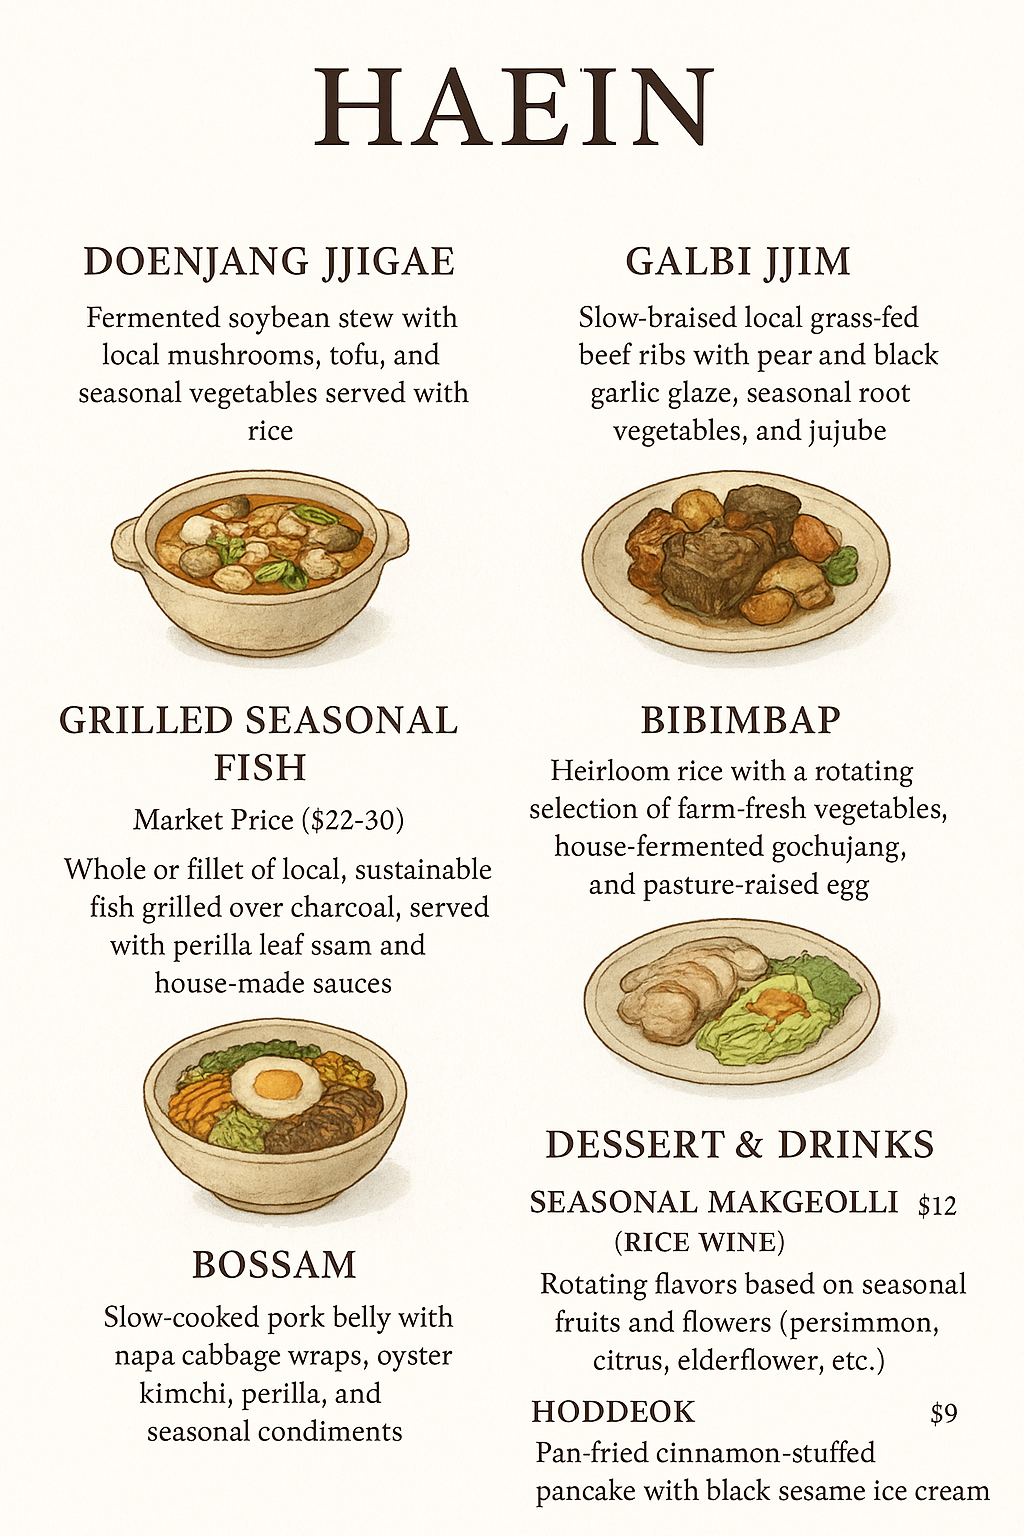 HAEIN
DOENJANG JJIGAE
Fermented soybean stew with
local mushrooms, tofu, and
seasonal vegetables served with
rice
GALBI JJIM
Slow-braised local grass-fed
beef ribs with pear and black
garlic glaze, seasonal root
vegetables, and jujube
GRILLED SEASONAL
FISH
Market Price ($22-30)
Whole or fillet of local, sustainable
fish grilled over charcoal, served
with perilla leaf ssam and
house-made sauces
BIBIMBAP
Heirloom rice with a rotating
selection of farm-fresh vegetables,
house-fermented gochujang,
and pasture-raised egg
BOSSAM
Slow-cooked pork belly with
napa cabbage wraps, oyster
kimchi, perilla, and
seasonal condiments
DESSERT & DRINKS
SEASONAL MAKGEOLLI $12
(RICE WINE)
Rotating flavors based on seasonal
fruits and flowers (persimmon,
citrus, elderflower, etc.)
HODDEOK $9
Pan-fried cinnamon-stuffed
pancake with black sesame ice cream